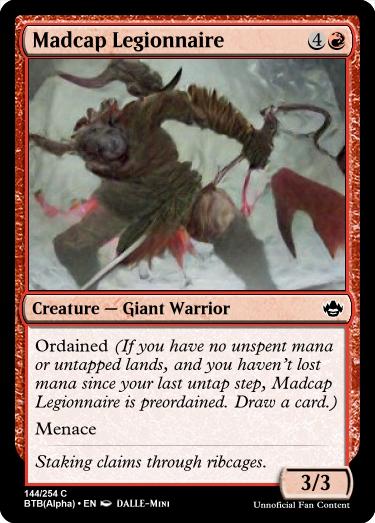 Madcap Legionnaire 4
Creature — Giant Warrior
Ordained (If you have no unspent mana
or untapped lands, and you haven't lost
mana since your last untap step, Madcap
Legionnaire is preordained. Draw a card.)
Menace
Staking claims through ribcages.
3/3
144/254 C
BTB(Alpha) • EN DALLE-Mini
Unnoficial Fan Content